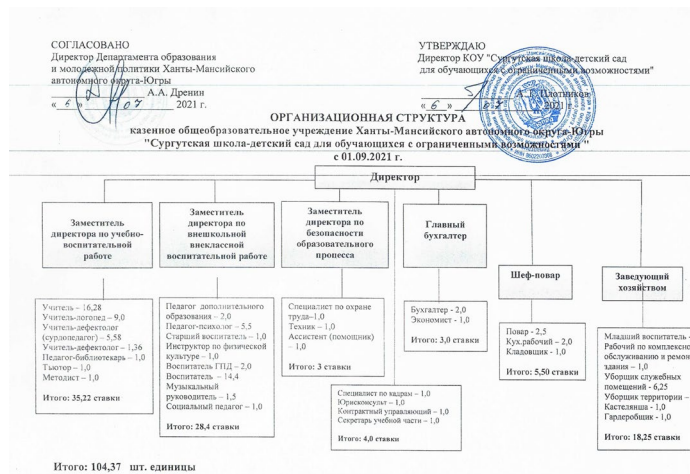 СОГЛАСОВАНО
Директор Департамента образования
и молодежной политики Ханты-Мансийского
автономного округа-Югры
А.А. Дренин
« 6 » 07 2021 г.
УТВЕРЖДАЮ
Директор КОУ "Сургутская школа-детский сад
для обучающихся с ограниченными возможностями"
Плотников
« 6 » 07 2021 г.
ОРГАНИЗАЦИОННАЯ СТРУКТУРА
казенное общеобразовательное учреждение Ханты-Мансийского автономного округа-Югры
"Сургутская школа-детский сад для обучающихся с ограниченными возможностями "
с 01.09.2021 г.
Директор
Заместитель
директора по учебно-
воспитательной
работе
Заместитель
директора по
внешкольной
внеклассной
воспитательной работе
Заместитель
директора по
безопасности
образовательного
процесса
Главный
бухгалтер
Шеф-повар
Заведующий
хозяйством
Учитель – 16,28
Учитель-логопед – 9,0
Учитель-дефектолог
(сурдопедагог) – 5,58
Учитель-дефектолог – 1,36
Педагог-библиотекарь – 1,0
Тьютор – 1,0
Методист – 1,0
Итого: 35,22 ставки
Педагог дополнительного
образования – 2,0
Педагог-психолог – 5,5
Старший воспитатель – 1,0
Инструктор по физической
культуре – 1,0
Воспитатель ГПД – 2,0
Воспитатель – 14,4
Музыкальный
руководитель – 1,5
Социальный педагог – 1,0
Итого: 28,4 ставки
Специалист по охране
труда–1,0
Техник – 1,0
Ассистент (помощник)
– 1,0
Итого: 3 ставки
Бухгалтер - 2,0
Экономист - 1,0
Итого: 3,0 ставки
Повар - 2,5
Кух.рабочий – 2,0
Кладовщик - 1,0
Итого: 5,50 ставки
Младший воспитатель -
Рабочий по комплексно
обслуживанию и ремон
здания – 1,0
Уборщик служебных
помещений - 6,25
Уборщик территории –
Кастелянша - 1,0
Гардеробщик - 1,0
Итого: 18,25 ставки
Специалист по кадрам – 1,0
Юрисконсульт – 1,0
Контрактный управляющий – 1,0
Секретарь учебной части – 1,0
Итого: 4,0 ставки
Итого: 104,37 шт. единицы